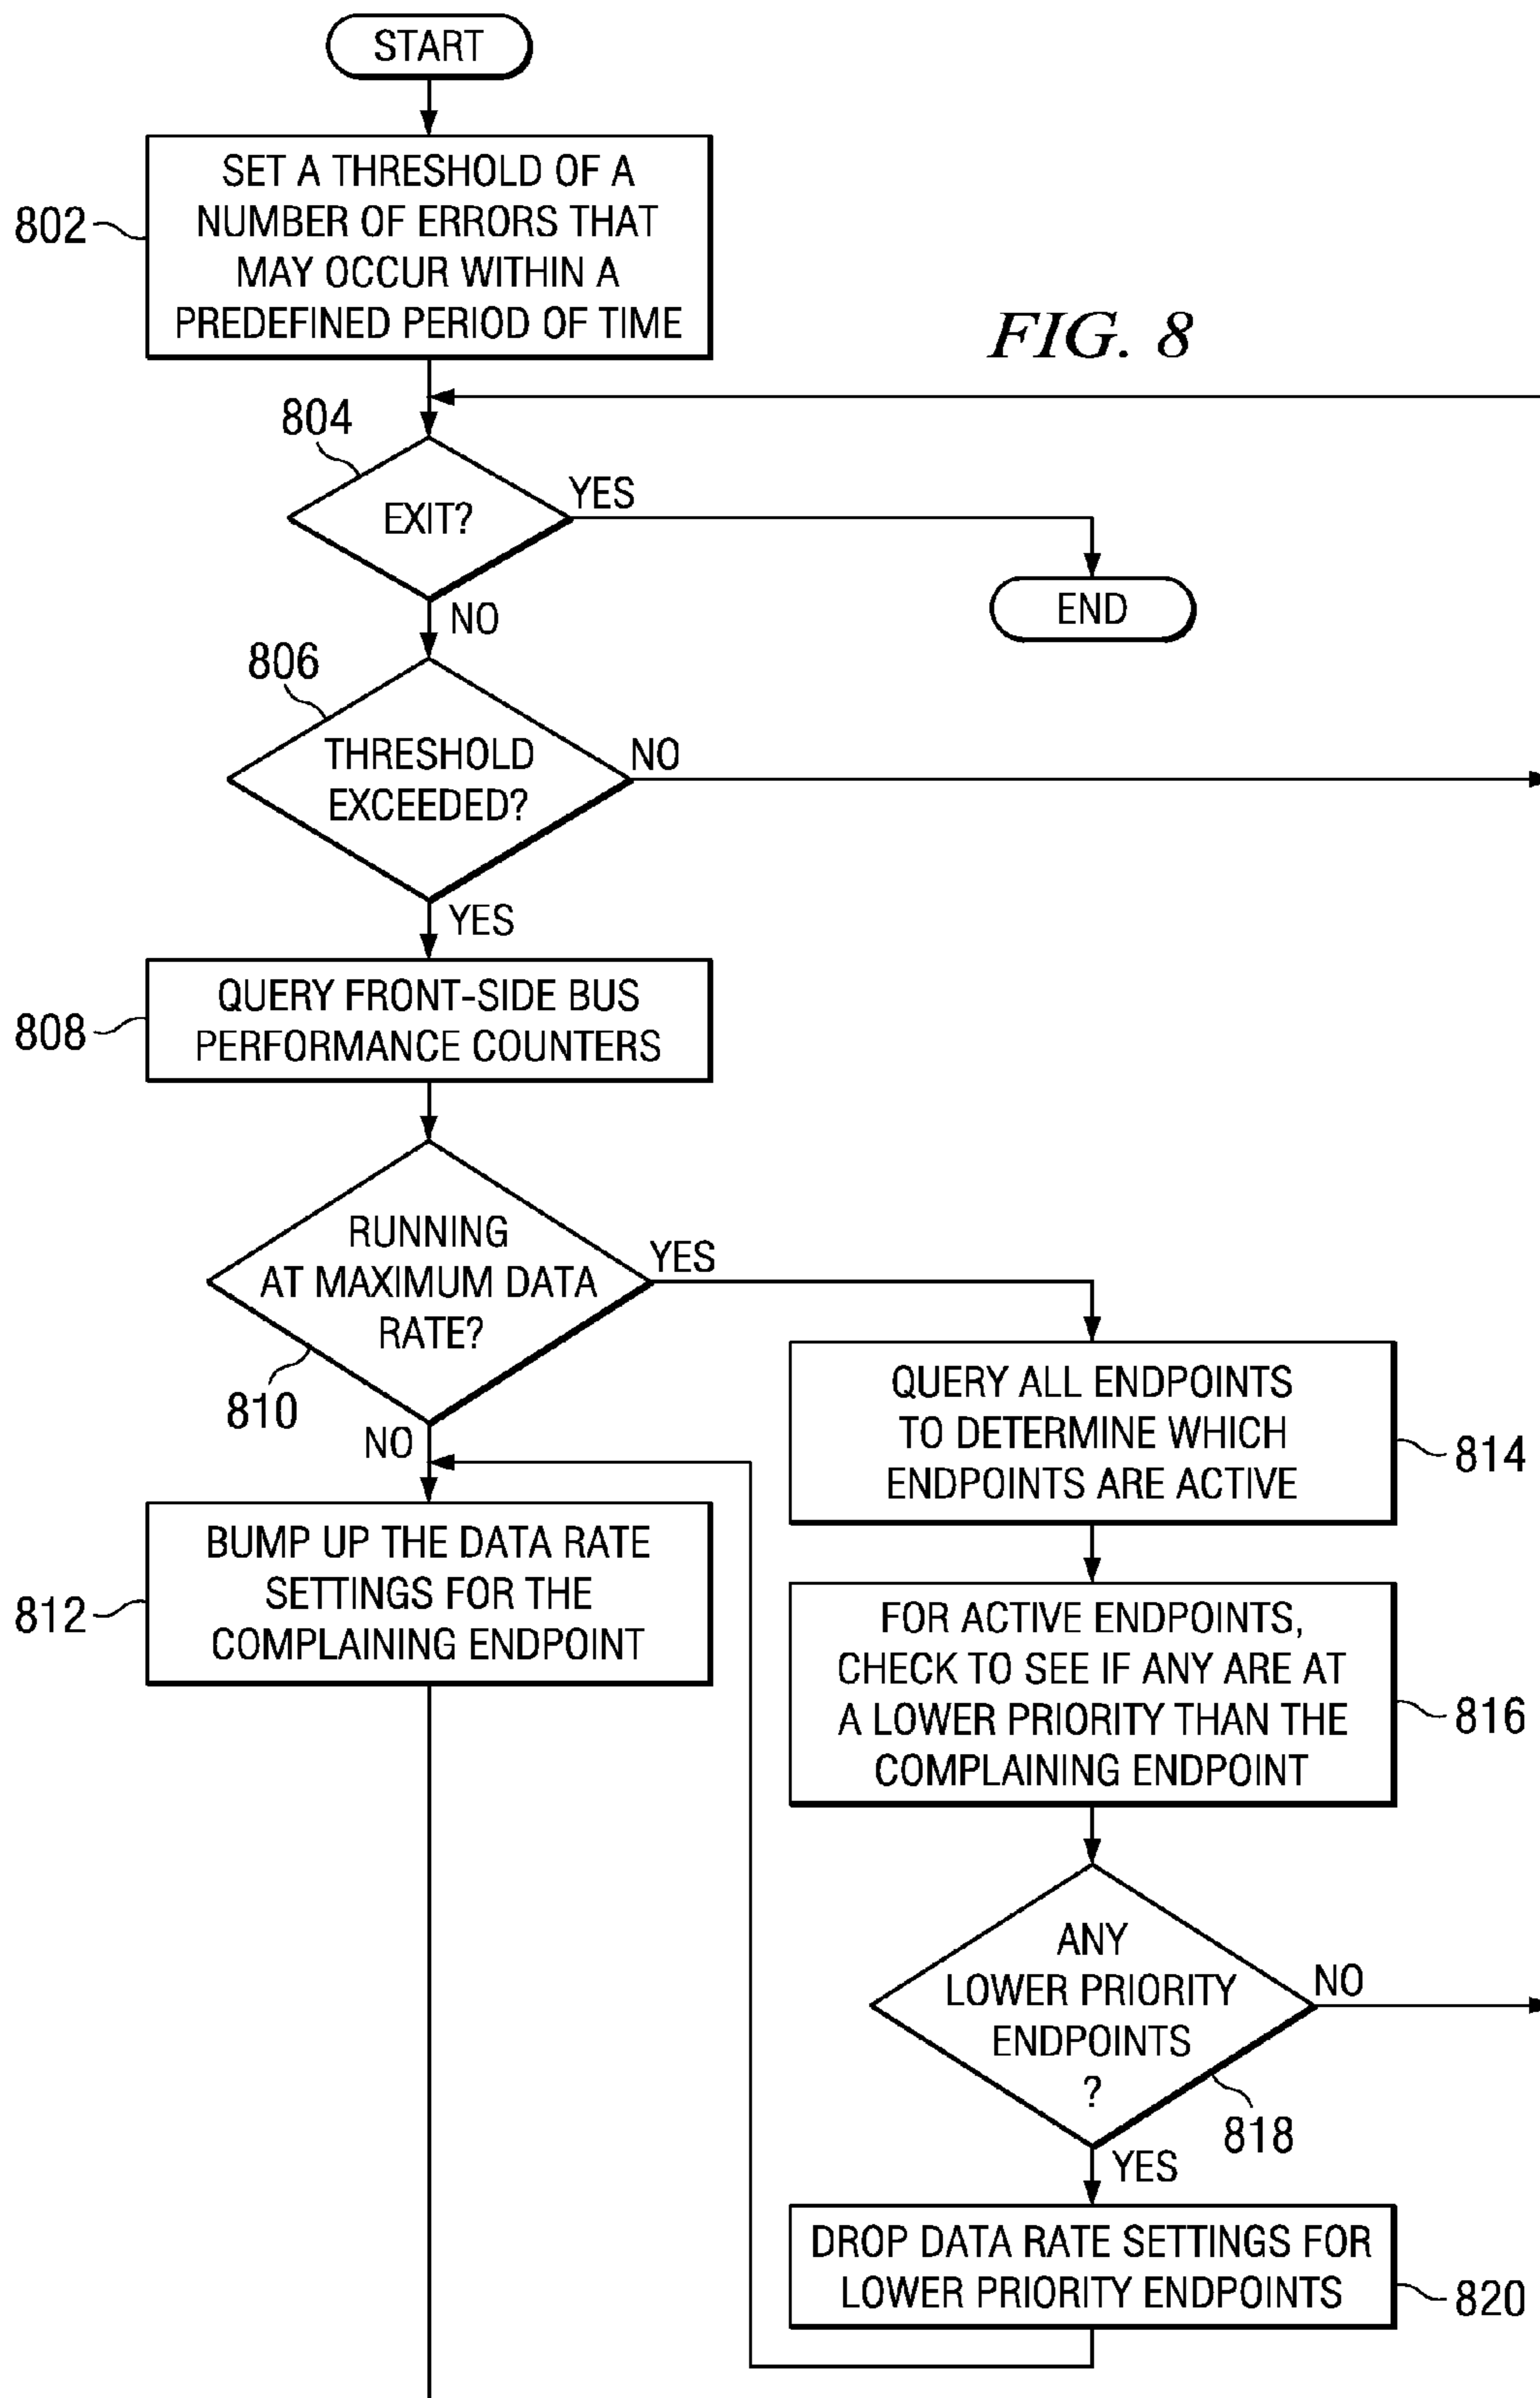 START
802
SET A THRESHOLD OF A
NUMBER OF ERRORS THAT
MAY OCCUR WITHIN A
PREDEFINED PERIOD OF TIME
FIG. 8
804
EXIT?
YES
END
NO
806
THRESHOLD
EXCEEDED?
NO
YES
808
QUERY FRONT-SIDE BUS
PERFORMANCE COUNTERS
RUNNING
AT MAXIMUM DATA
RATE?
YES
810
NO
812
BUMP UP THE DATA RATE
SETTINGS FOR THE
COMPLAINING ENDPOINT
QUERY ALL ENDPOINTS
TO DETERMINE WHICH
ENDPOINTS ARE ACTIVE
814
FOR ACTIVE ENDPOINTS,
CHECK TO SEE IF ANY ARE AT
A LOWER PRIORITY THAN THE
COMPLAINING ENDPOINT
816
ANY
LOWER PRIORITY
ENDPOINTS
?
NO
818
YES
DROP DATA RATE SETTINGS FOR
LOWER PRIORITY ENDPOINTS
820